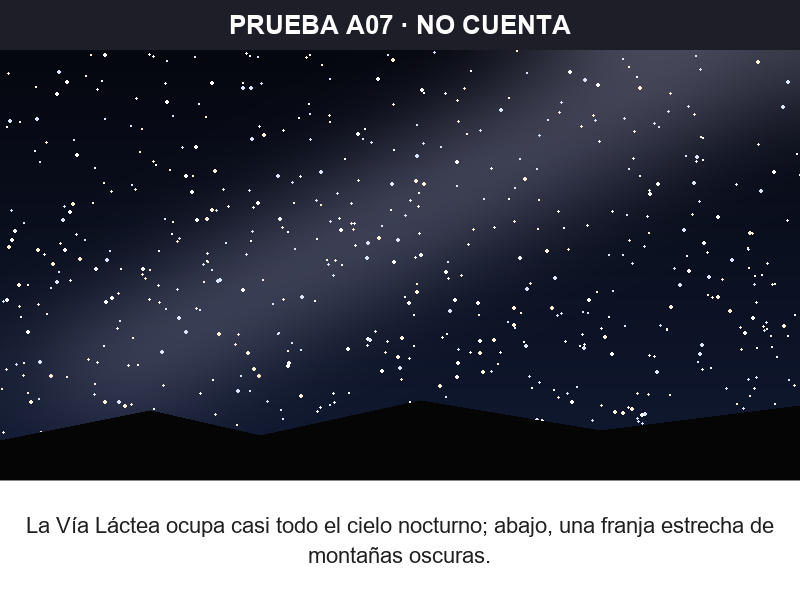 PRUEBA A07 · NO CUENTA
La Vía Láctea ocupa casi todo el cielo nocturno; abajo, una franja estrecha de
montañas oscuras.